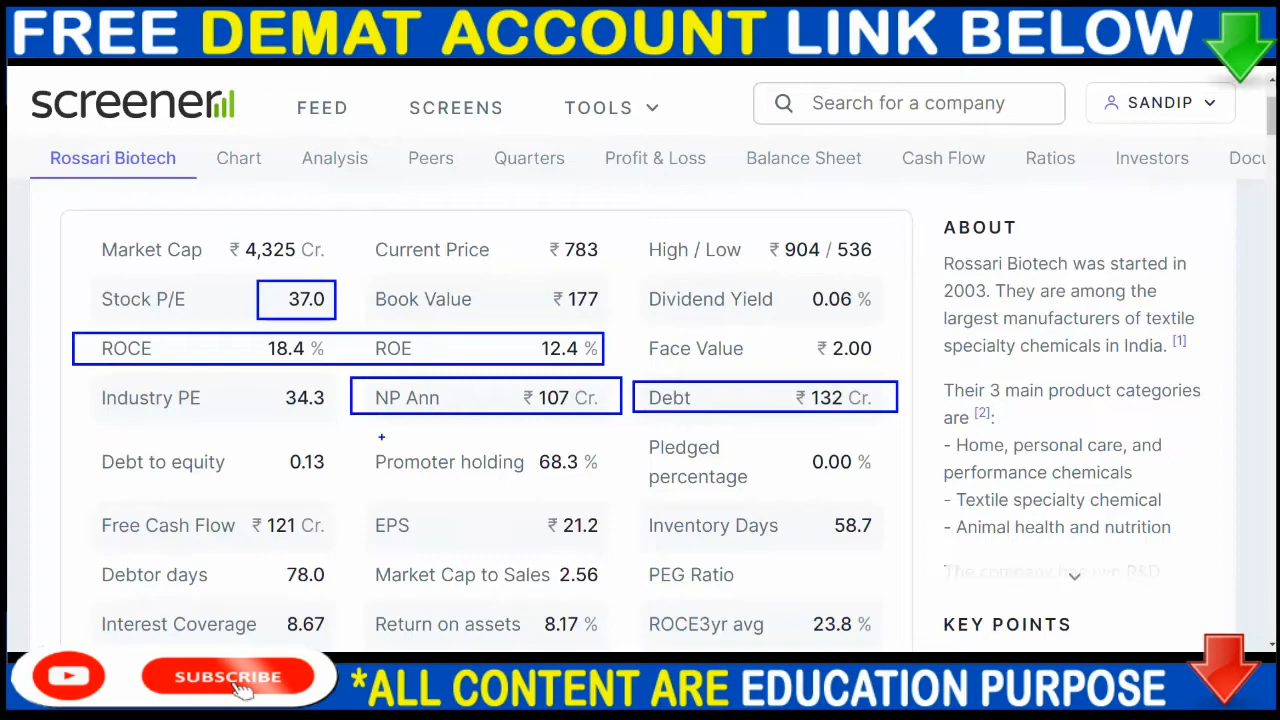 FREE DEMAT ACCOUNT LINK BELOW
screener FEED SCREENS TOOLS Search for a company SANDIP
Rossari Biotech Chart Analysis Peers Quarters Profit & Loss Balance Sheet Cash Flow Ratios Investors
Market Cap ₹ 4,325 Cr. Current Price ₹ 783 High / Low ₹ 904 / 536
Stock P/E 37.0 Book Value ₹ 177 Dividend Yield 0.06 %
ROCE 18.4 % ROE 12.4 % Face Value ₹ 2.00
Industry PE 34.3 NP Ann ₹ 107 Cr. Debt ₹ 132 Cr.
Debt to equity 0.13 Promoter holding 68.3 % Pledged percentage 0.00 %
Free Cash Flow ₹ 121 Cr. EPS ₹ 21.2 Inventory Days 58.7
Debtor days 78.0 Market Cap to Sales 2.56 PEG Ratio
Interest Coverage 8.67 Return on assets 8.17 % ROCE3yr avg 23.8 %
ABOUT
Rossari Biotech was started in
2003. They are among the
largest manufacturers of textile
specialty chemicals in India. [1]
Their 3 main product categories
are [2]:
- Home, personal care, and
performance chemicals
- Textile specialty chemical
- Animal health and nutrition
KEY POINTS
SUBSCRIBE
*ALL CONTENT ARE EDUCATION PURPOSE